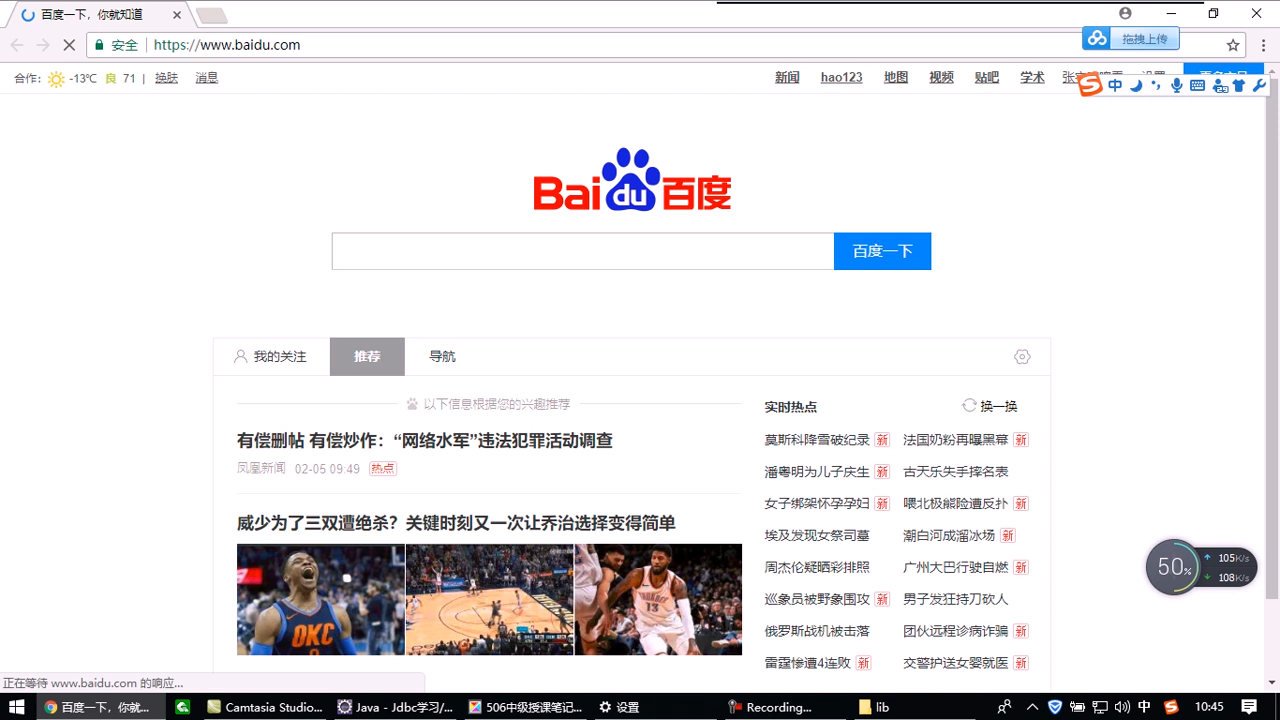 百度一下，你就知道
安全 https://www.baidu.com
拖拽上传
合作: -13℃ 良 71 | 换肤 消息
新闻 hao123 地图 视频 贴吧 学术
中
Bai du 百度
百度一下
我的关注 推荐 导航
以下信息根据您的兴趣推荐
有偿删帖 有偿炒作：“网络水军”违法犯罪活动调查
凤凰新闻 02-05 09:49 热点
威少为了三双遭绝杀？关键时刻又一次让乔治选择变得简单
OKC
THUNDER
13
实时热点 换一换
莫斯科降雪破纪录 新 法国奶粉再曝黑幕 新
潘粤明为儿子庆生 新 古天乐失手摔名表
女子绑架怀孕孕妇 新 喂北极熊险遭反扑 新
埃及发现女祭司墓 潮白河成溜冰场 新
周杰伦疑晒彩排照 广州大巴行驶自燃 新
巡象员被野象围攻 新 男子发狂持刀砍人
俄罗斯战机被击落 团伙远程诊病诈骗 新
雷霆惨遭4连败 新 交警护送女婴就医 新
50% 105K/s
108K/s
正在等待 www.baidu.com 的响应...
百度一下，你就... Camtasia Studio... Java - Jdbc学习/... 506中级授课笔记... 设置 Recording... lib 中 10:45